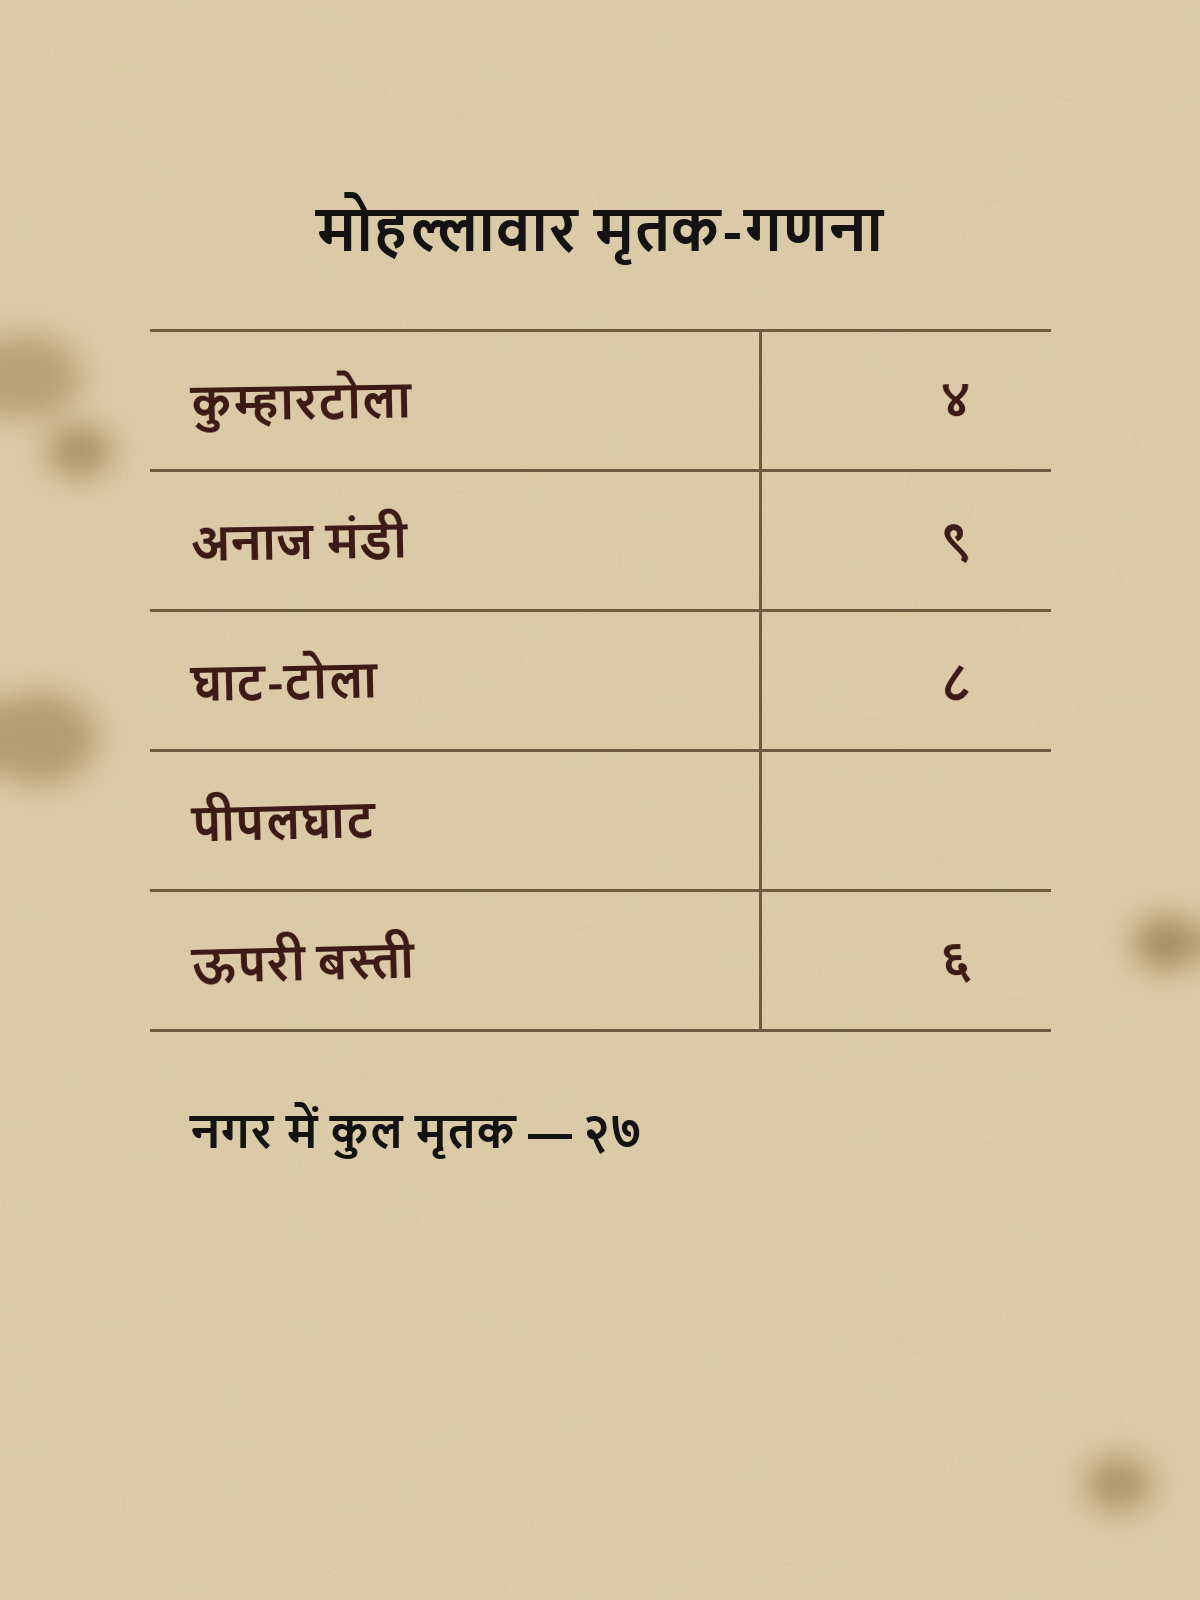 मोहल्लावार मृतक-गणना
कुम्हारटोला ४
अनाज मंडी ९
घाट-टोला ८
पीपलघाट
ऊपरी बस्ती ६
नगर में कुल मृतक — २७